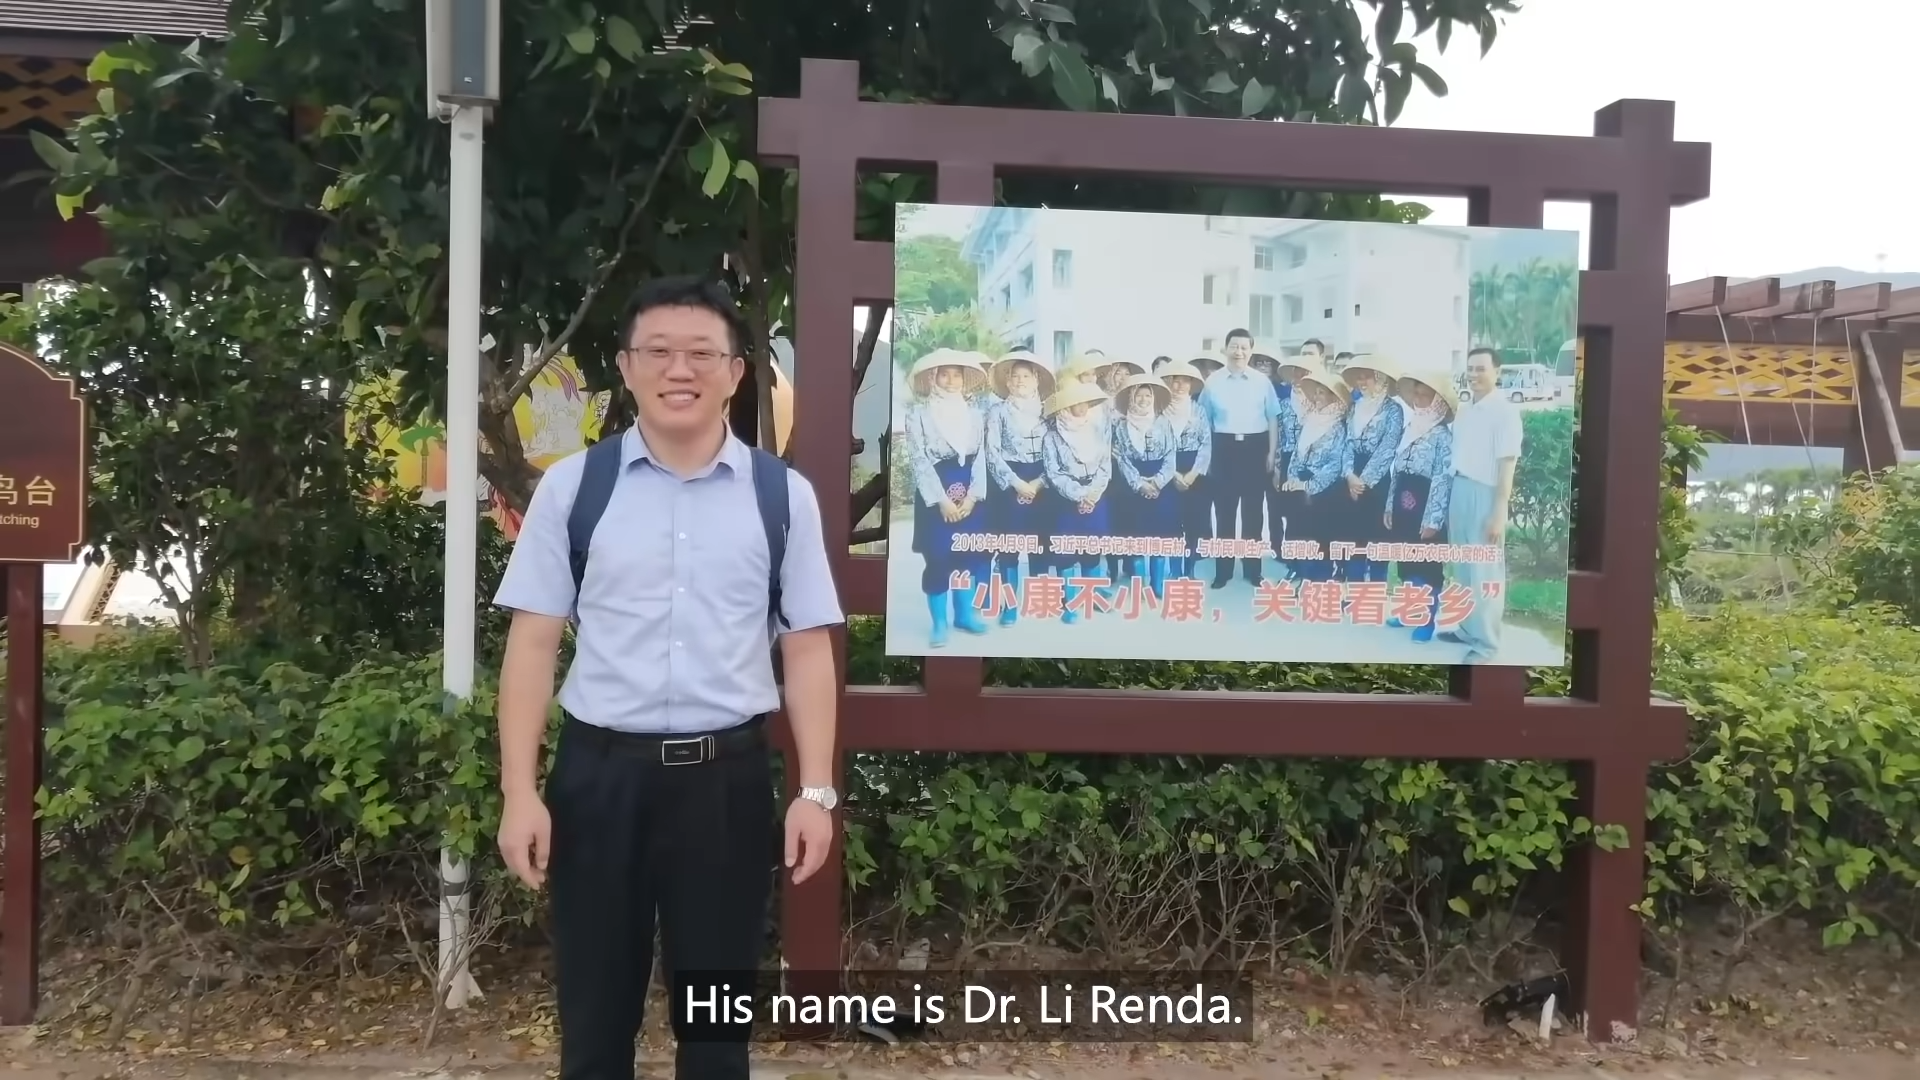 鸟台
tching
2013年4月9日，习近平总书记来到博后村，与村民聊生产、话增收，留下一句温暖亿万农民心窝的话：
“小康不小康，关键看老乡”
His name is Dr. Li Renda.